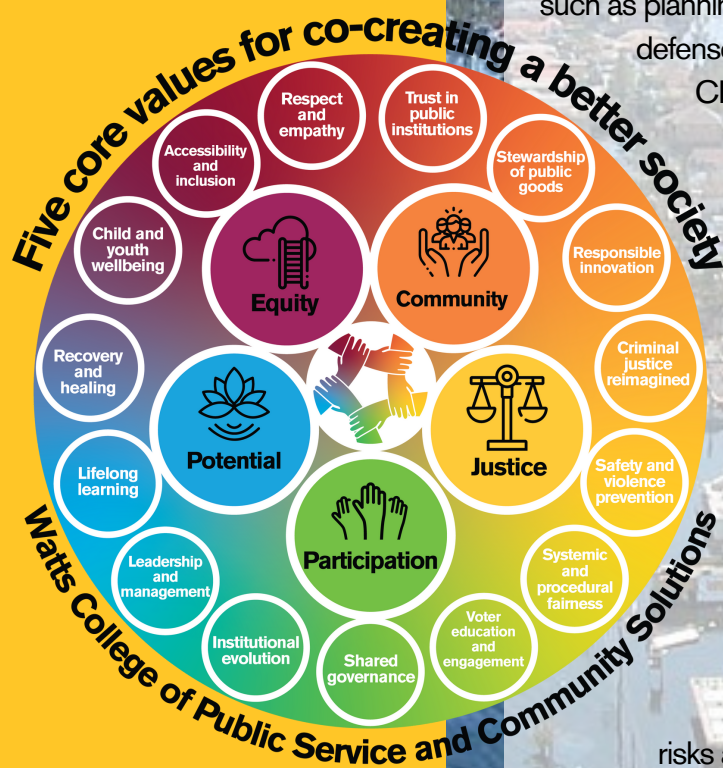 such as plannin
defense
Cl
Five core values for co-creating a better society
Respect
and
empathy
Trust in
public
institutions
Accessibility
and
inclusion
Stewardship
of public
goods
Child and
youth
wellbeing
Responsible
innovation
Equity
Community
Recovery
and
healing
Criminal
justice
reimagined
Potential
Justice
Lifelong
learning
Safety and
violence
prevention
Participation
Leadership
and
management
Systemic
and
procedural
fairness
Institutional
evolution
Shared
governance
Voter
education
and
engagement
Watts College of Public Service and Community Solutions
risks